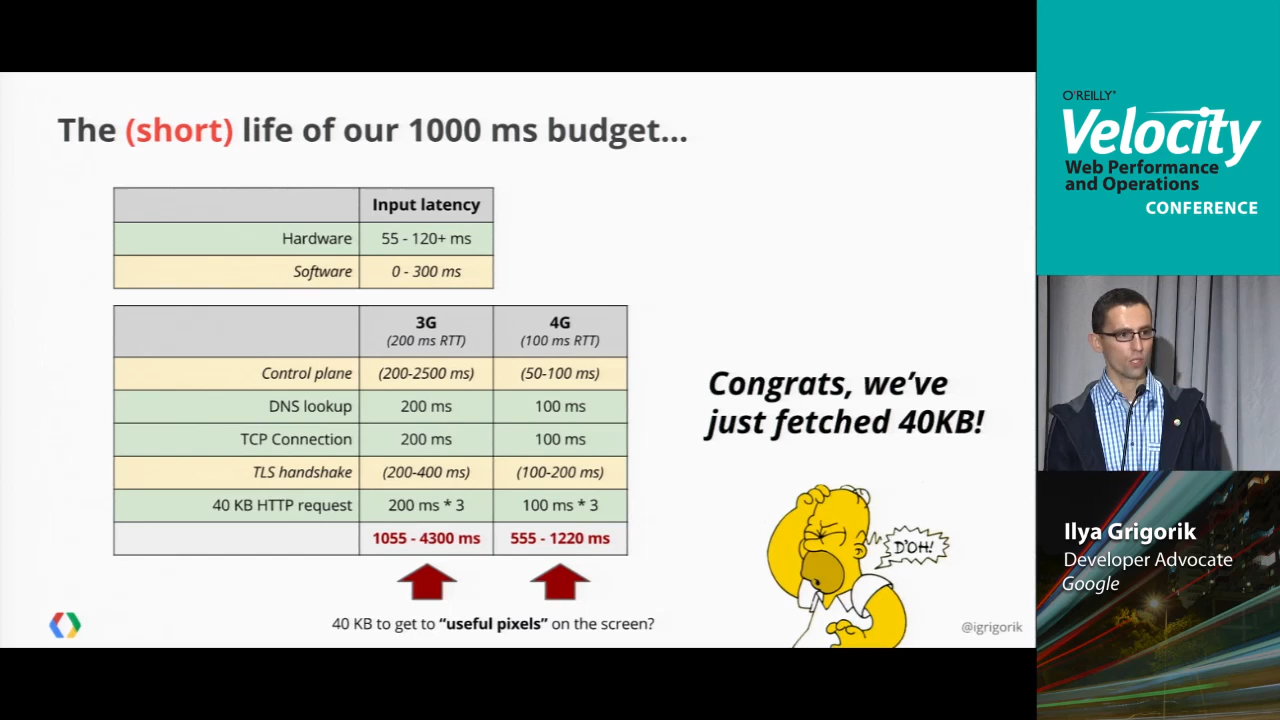 The (short) life of our 1000 ms budget...
Input latency
Hardware 55 - 120+ ms
Software 0 - 300 ms
3G 4G
(200 ms RTT) (100 ms RTT)
Control plane (200-2500 ms) (50-100 ms)
DNS lookup 200 ms 100 ms
TCP Connection 200 ms 100 ms
TLS handshake (200-400 ms) (100-200 ms)
40 KB HTTP request 200 ms * 3 100 ms * 3
1055 - 4300 ms 555 - 1220 ms
40 KB to get to “useful pixels” on the screen?
Congrats, we’ve
just fetched 40KB!
D'OH!
@igrigorik
O'REILLY®
Velocity
Web Performance
and Operations
CONFERENCE
Ilya Grigorik
Developer Advocate
Google